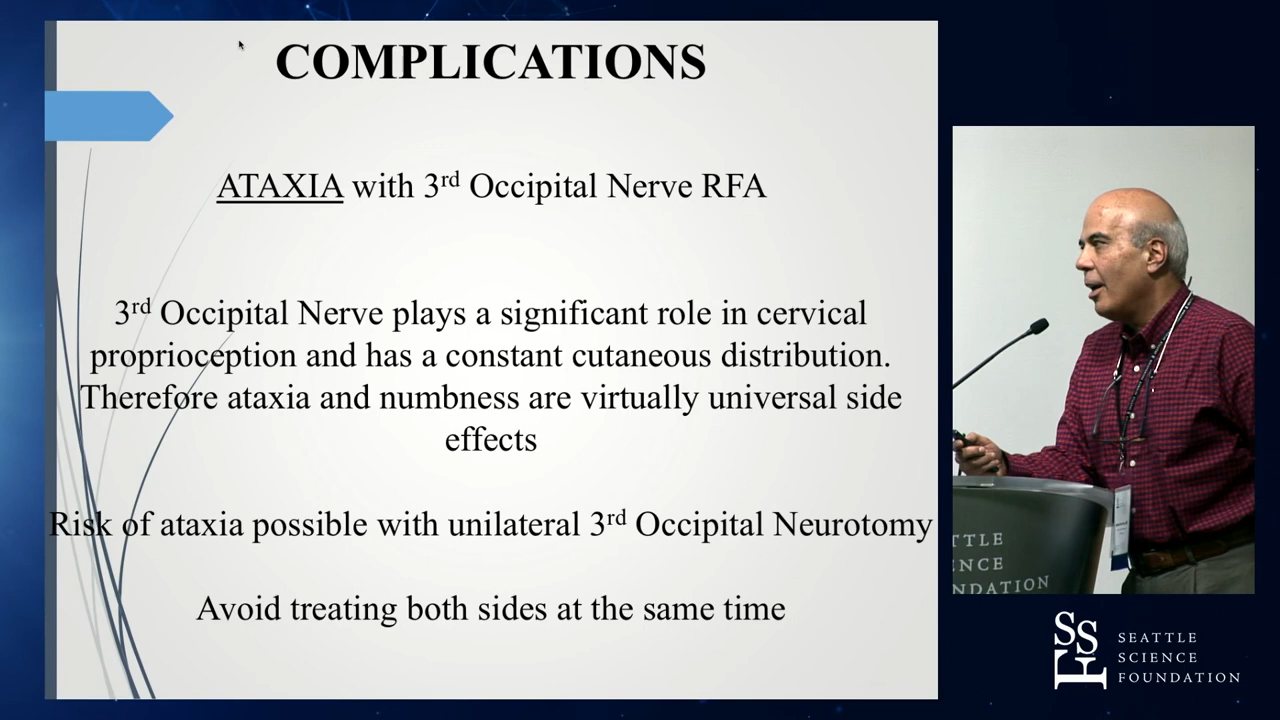 COMPLICATIONS
ATAXIA with 3rd Occipital Nerve RFA
3rd Occipital Nerve plays a significant role in cervical
proprioception and has a constant cutaneous distribution.
Therefore ataxia and numbness are virtually universal side
effects
Risk of ataxia possible with unilateral 3rd Occipital Neurotomy
Avoid treating both sides at the same time
TTLE
ENCE
NDATION
SSF
SEATTLE
SCIENCE
FOUNDATION